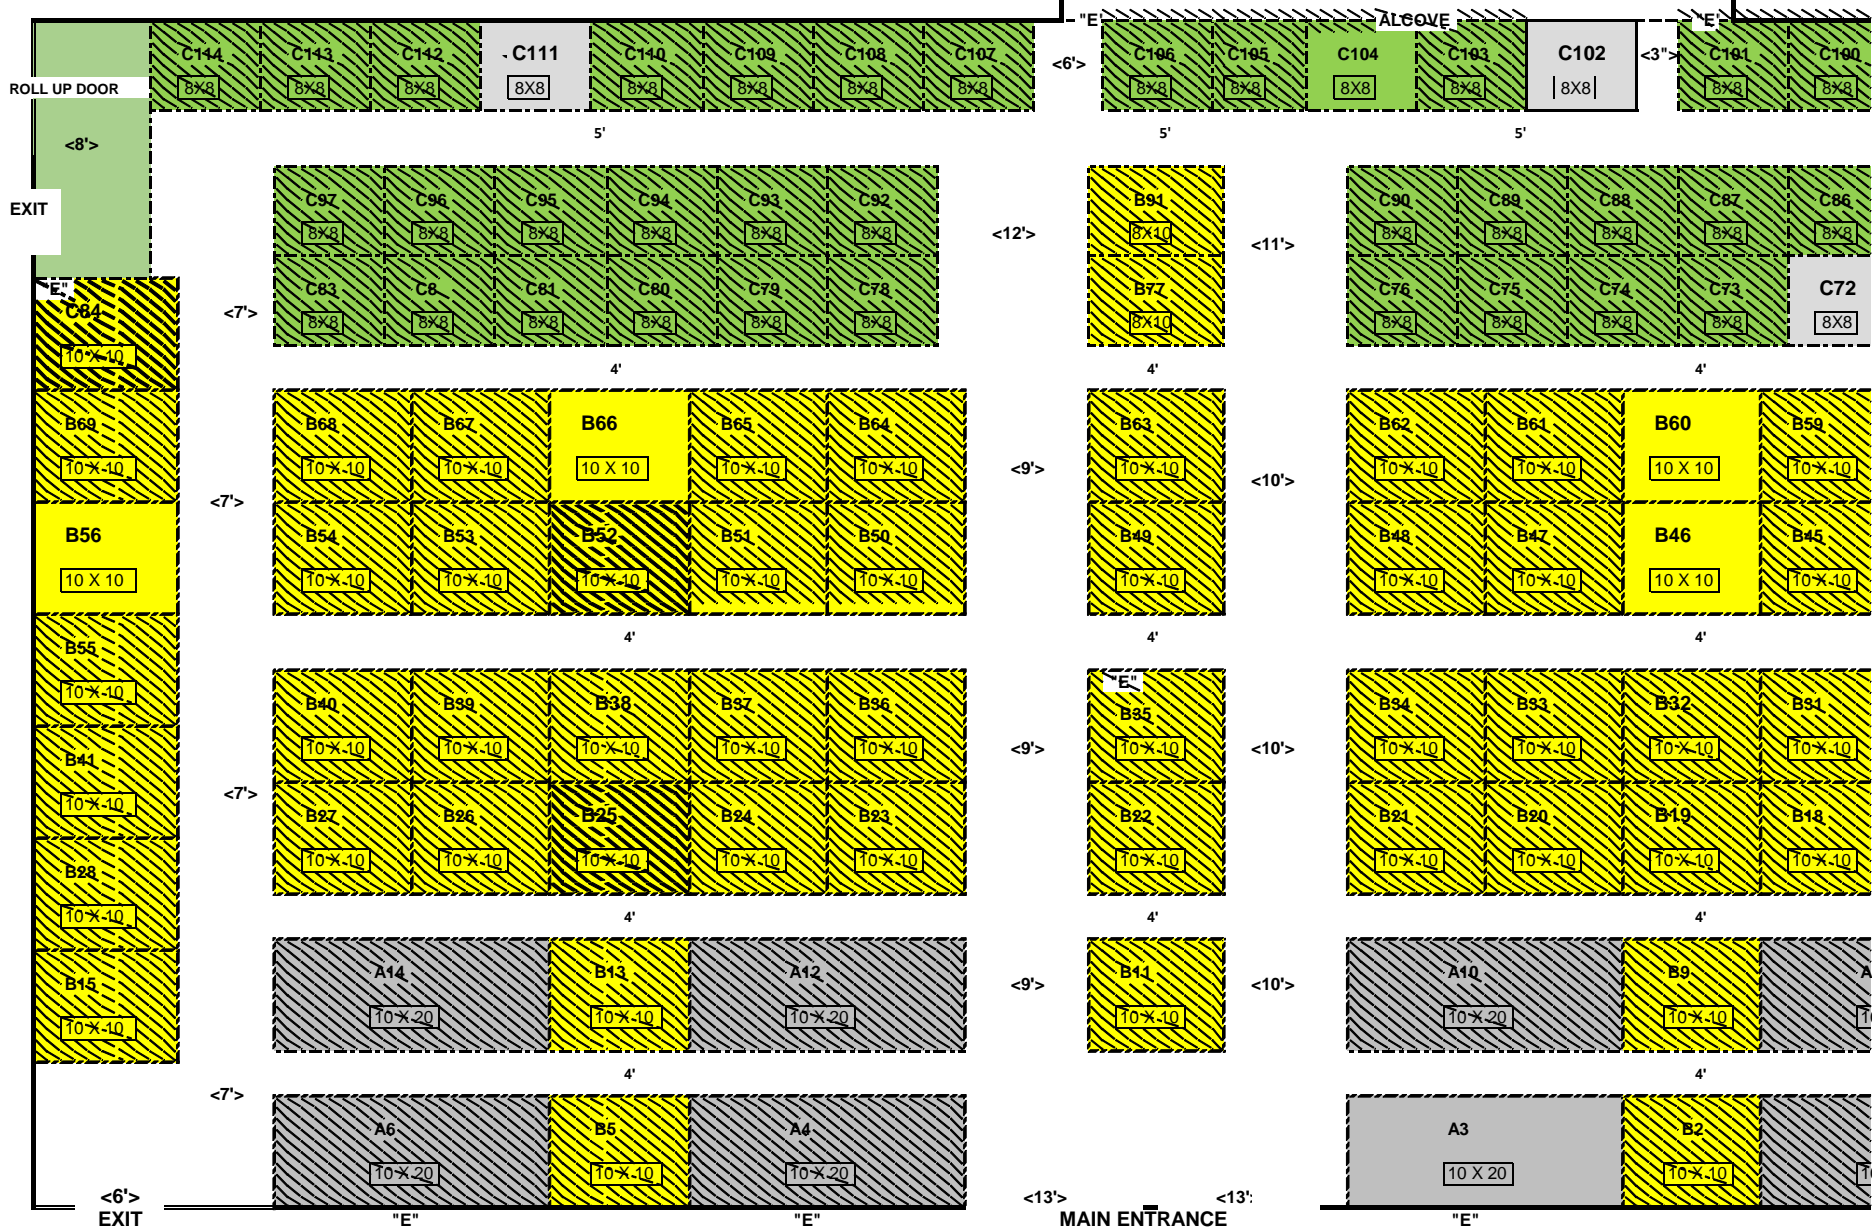 "E" ALCOVE "E"
C114 C113 C112 C111 C110 C109 C108 C107 <6'> C106 C105 C104 C103 C102 <3"> C101 C100
ROLL UP DOOR 8X8 8X8 8X8 8X8 8X8 8X8 8X8 8X8 8X8 8X8 8X8 8X8 8X8 8X8 8X8
5' 5' 5'
<8'>
EXIT C97 C96 C95 C94 C93 C92 B91 C90 C89 C88 C87 C86
8X8 8X8 8X8 8X8 8X8 8X8 <12'> 8X10 <11'> 8X8 8X8 8X8 8X8 8X8
"E" C83 C8 C81 C80 C79 C78 B77 C76 C75 C74 C73 C72
C84 <7'> 8X8 8X8 8X8 8X8 8X8 8X8 8X10 8X8 8X8 8X8 8X8 8X8
10 X 10
4' 4' 4'
B69 B68 B67 B66 B65 B64 B63 B62 B61 B60 B59
10 X 10 10 X 10 10 X 10 10 X 10 10 X 10 10 X 10 <9'> 10 X 10 <10'> 10 X 10 10 X 10 10 X 10 10 X 10
<7'>
B56 B54 B53 B52 B51 B50 B49 B48 B47 B46 B45
10 X 10 10 X 10 10 X 10 10 X 10 10 X 10 10 X 10 10 X 10 10 X 10 10 X 10 10 X 10 10 X 10
4' 4' 4'
B55
10 X 10 "E"
B40 B39 B38 B37 B36 B35 B34 B33 B32 B31
10 X 10 10 X 10 10 X 10 10 X 10 10 X 10 <9'> 10 X 10 <10'> 10 X 10 10 X 10 10 X 10 10 X 10
B41
10 X 10 <7'>
B27 B26 B25 B24 B23 B22 B21 B20 B19 B18
10 X 10 10 X 10 10 X 10 10 X 10 10 X 10 10 X 10 10 X 10 10 X 10 10 X 10 10 X 10
B28
10 X 10 4' 4' 4'
B15 A14 B13 A12 <9'> B11 <10'> A10 B9
10 X 10 10 X 20 10 X 10 10 X 20 10 X 10 10 X 20 10 X 10
4' 4'
<7'>
A6 B5 A4 A3 B2
10 X 20 10 X 10 10 X 20 10 X 20 10 X 10
<6'> <13'> <13':
EXIT "E" "E" MAIN ENTRANCE "E"